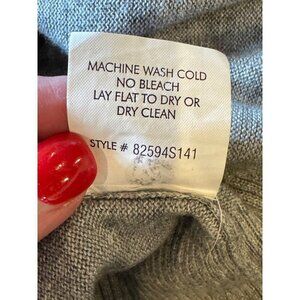 MACHINE WASH COLD
NO BLEACH
LAY FLAT TO DRY OR
DRY CLEAN
STYLE # 82594S141